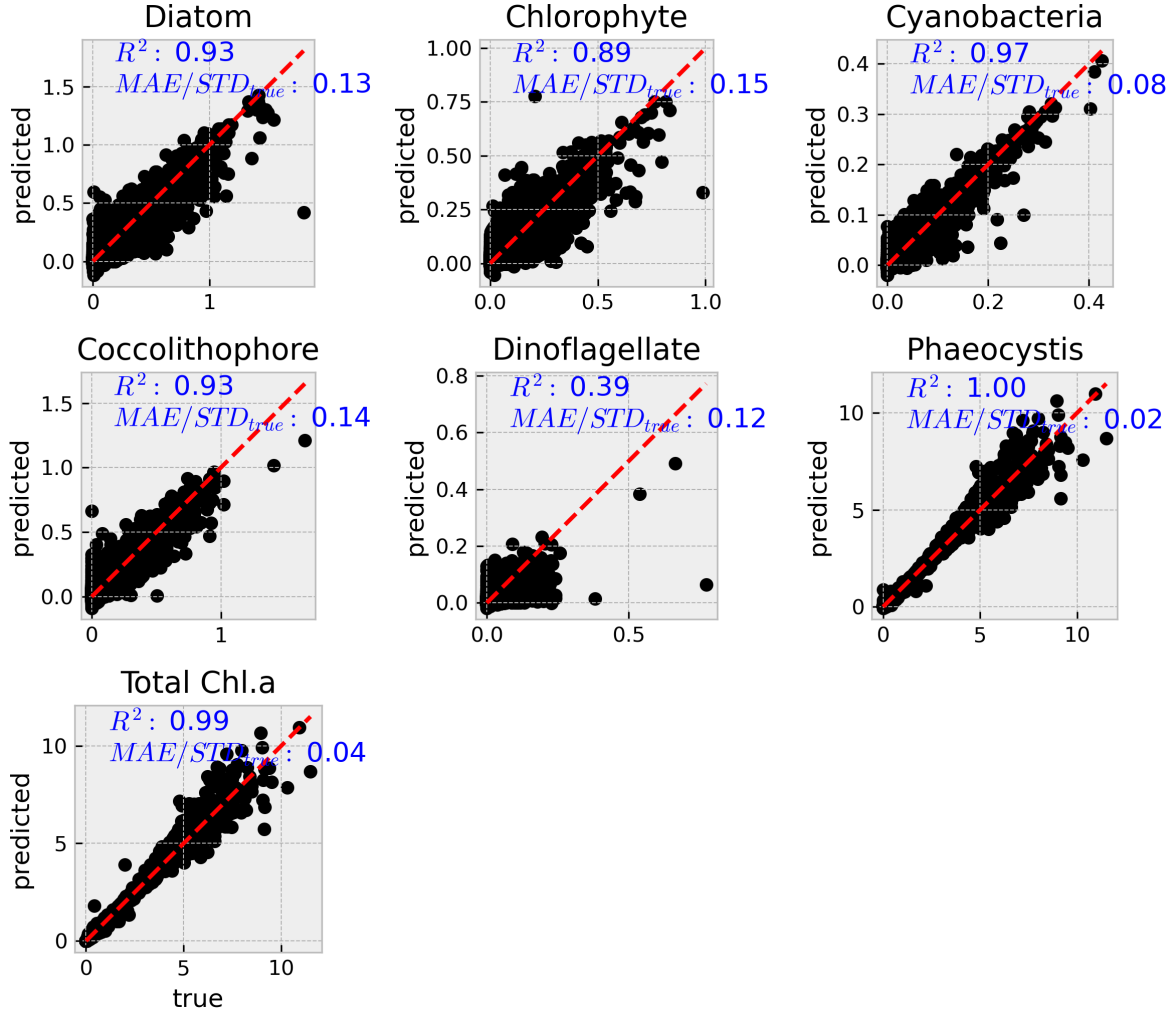 Diatom
R²: 0.93
MAE/STD_true: 0.13
predicted
1.5
1.0
0.5
0.0
0
1
Chlorophyte
R²: 0.89
MAE/STD_true: 0.15
predicted
1.00
0.75
0.50
0.25
0.00
0.0
0.5
1.0
Cyanobacteria
R²: 0.97
MAE/STD_true: 0.08
predicted
0.4
0.3
0.2
0.1
0.0
0.0
0.2
0.4
Coccolithophore
R²: 0.93
MAE/STD_true: 0.14
predicted
1.5
1.0
0.5
0.0
0
1
Dinoflagellate
R²: 0.39
MAE/STD_true: 0.12
predicted
0.8
0.6
0.4
0.2
0.0
0.0
0.5
Phaeocystis
R²: 1.00
MAE/STD_true: 0.02
predicted
10
5
0
0
5
10
Total Chl.a
R²: 0.99
MAE/STD_true: 0.04
predicted
10
5
0
0
5
10
true